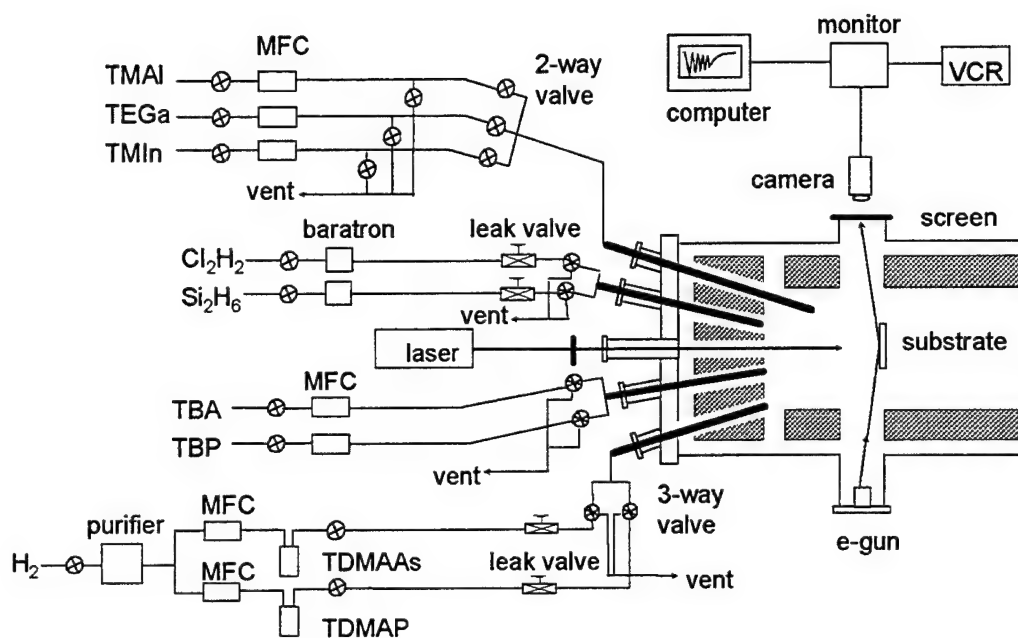 MFC
TMAl
TEGa
TMIn
vent
2-way
valve
monitor
VCR
computer
camera
screen
baratron
leak valve
Cl₂H₂
Si₂H₆
vent
laser
substrate
MFC
TBA
TBP
vent
3-way
valve
e-gun
purifier
MFC
H₂
MFC
TDMAAs
leak valve
vent
TDMAP